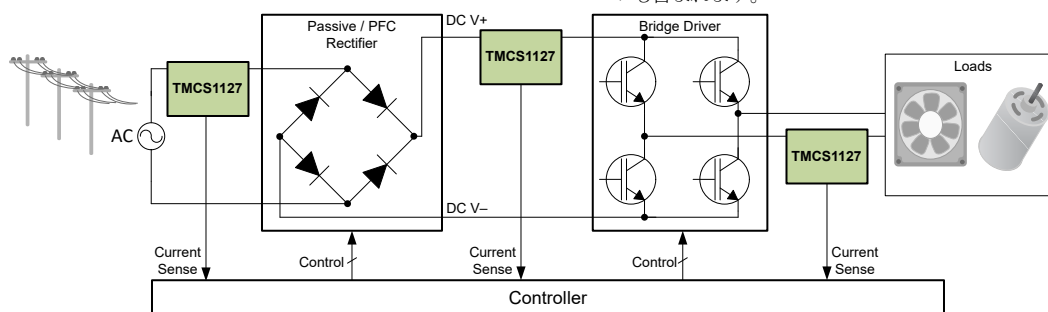 Passive / PFC
Rectifier
DC V+
TMCS1127
Bridge Driver
Loads
TMCS1127
AC
TMCS1127
DC V–
Current
Sense
Control
Current
Sense
Control
Current
Sense
Controller